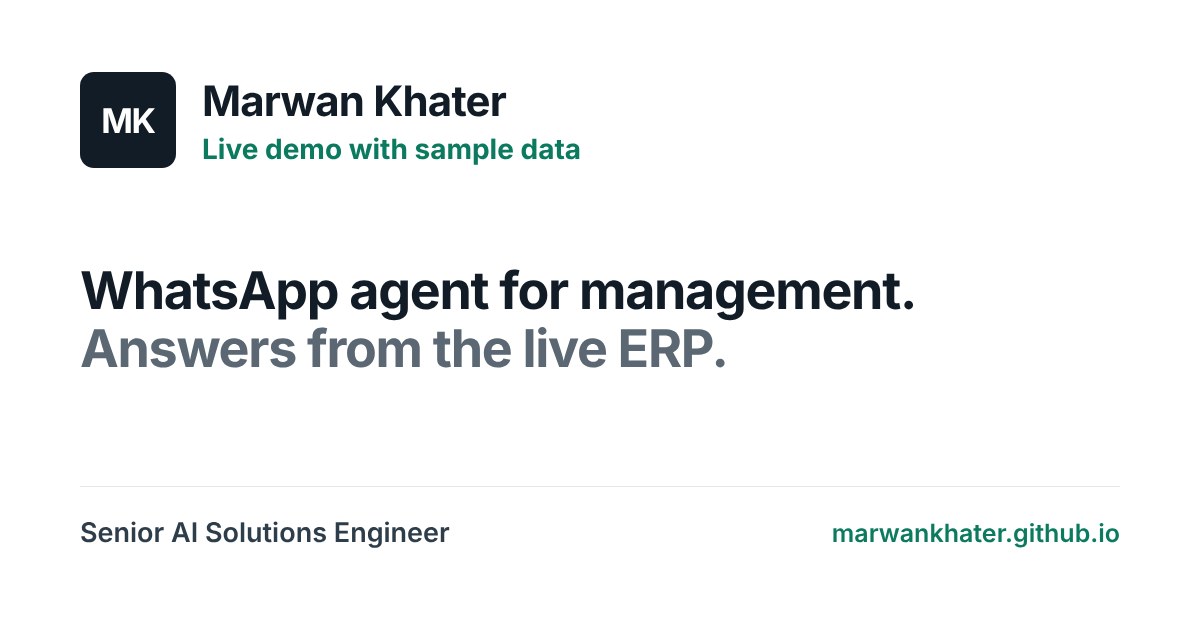 MK
Marwan Khater
Live demo with sample data
WhatsApp agent for management.
Answers from the live ERP.
Senior AI Solutions Engineer
marwankhater.github.io